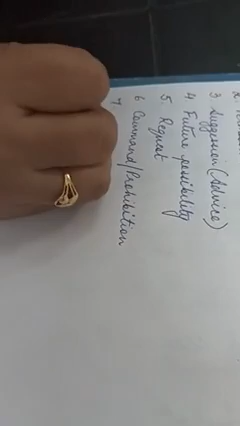 3 Suggestion (Advice)
4 Future possibility
5. Request
6 Command/Prohibition
7